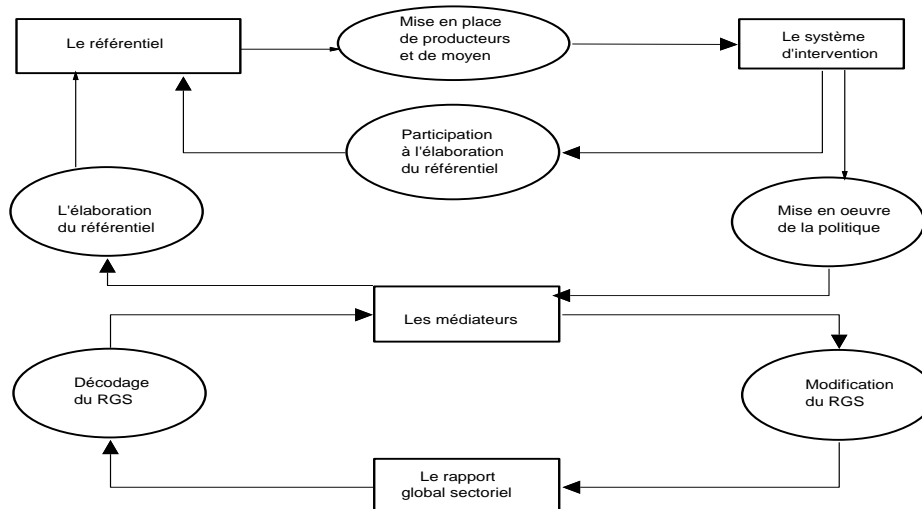 Le référentiel
Mise en place
de producteurs
et de moyen
Le système
d'intervention
Participation
à l'élaboration
du référentiel
L'élaboration
du référentiel
Mise en oeuvre
de la politique
Les médiateurs
Décodage
du RGS
Modification
du RGS
Le rapport
global sectoriel